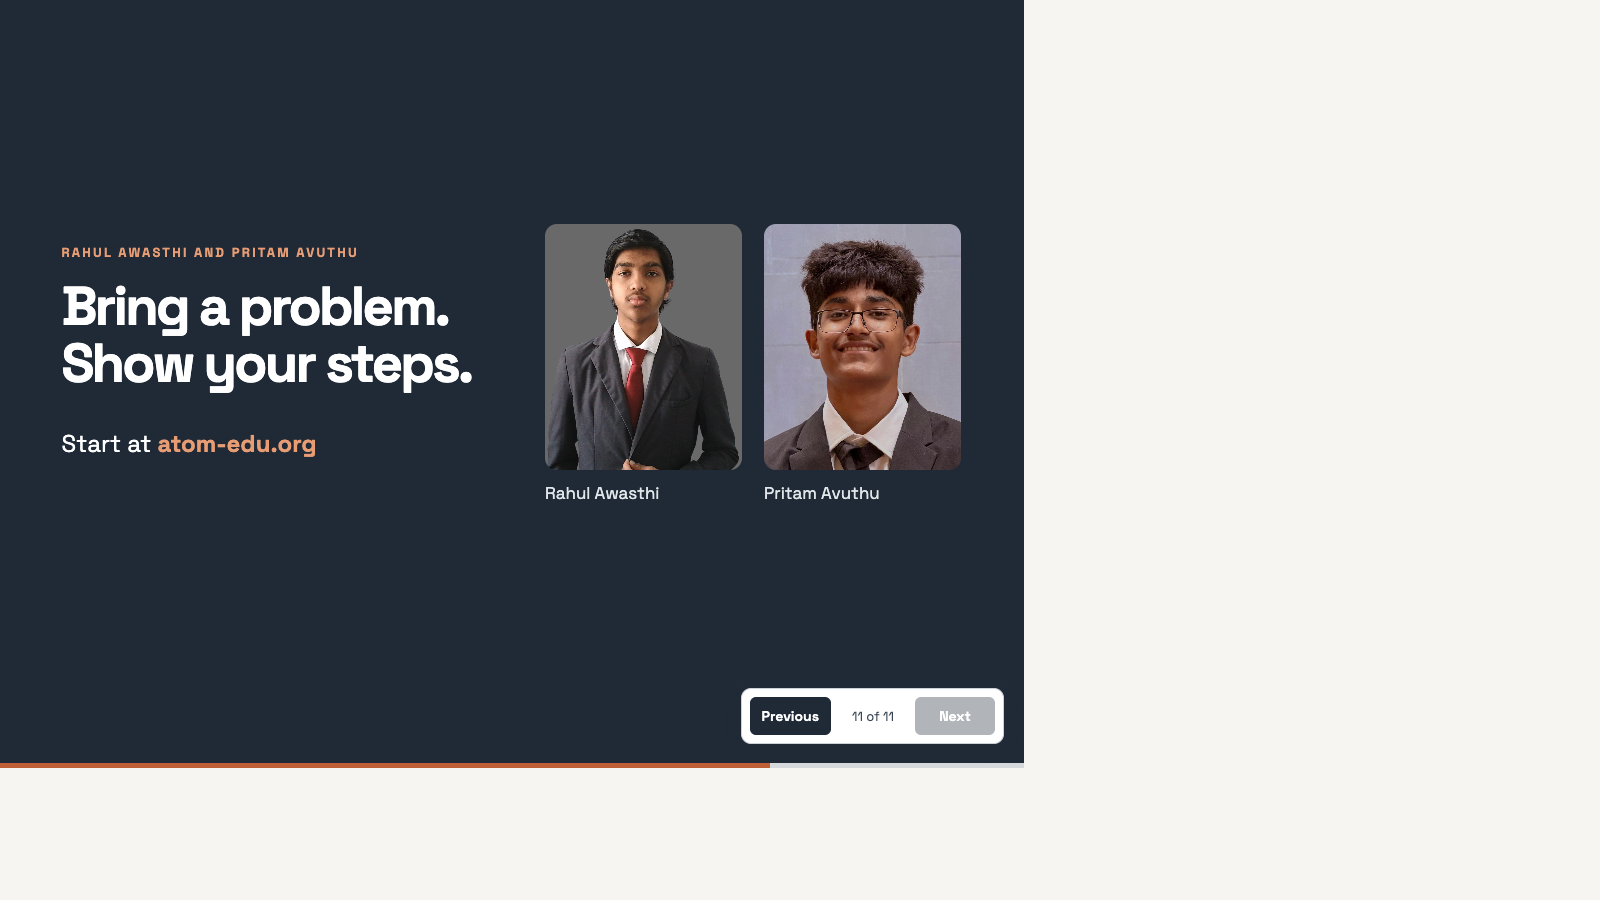 RAHUL AWASTHI AND PRITAM AVUTHU
Bring a problem.
Show your steps.
Start at atom-edu.org
Rahul Awasthi
Pritam Avuthu
Previous
11 of 11
Next